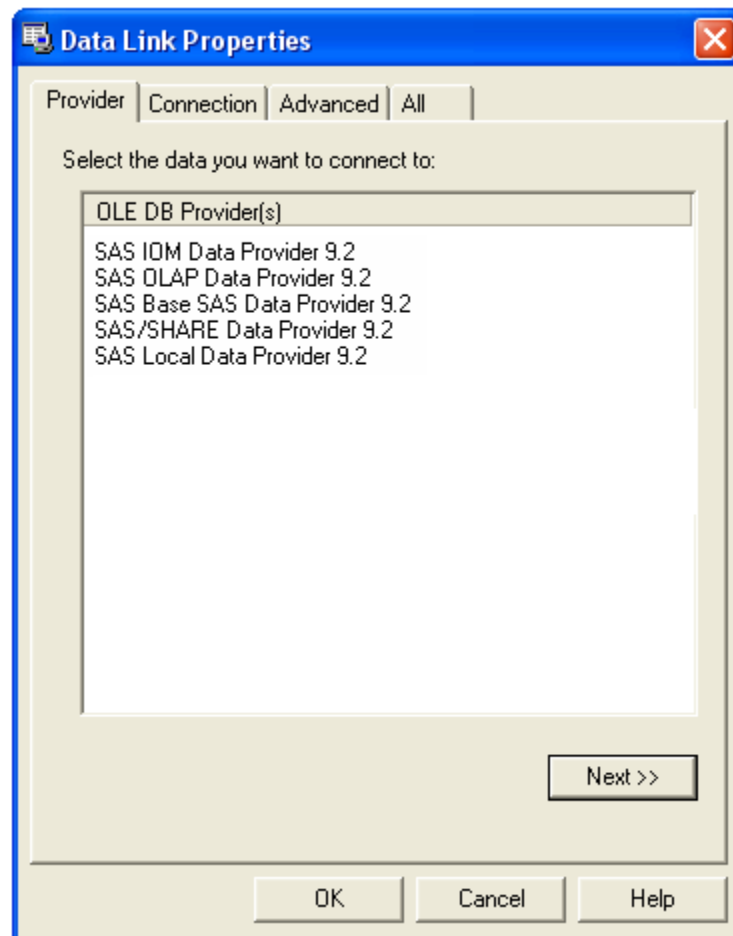 Data Link Properties
Provider Connection Advanced All
Select the data you want to connect to:
OLE DB Provider(s)
SAS IOM Data Provider 9.2
SAS OLAP Data Provider 9.2
SAS Base SAS Data Provider 9.2
SAS/SHARE Data Provider 9.2
SAS Local Data Provider 9.2
Next >>
OK Cancel Help